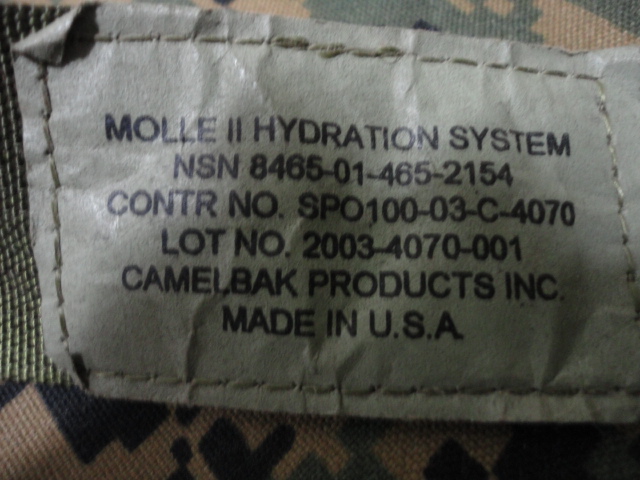 MOLLE II HYDRATION SYSTEM
NSN 8465-01-465-2154
CONTR NO. SPO100-03-C-4070
LOT NO. 2003-4070-001
CAMELBAK PRODUCTS INC.
MADE IN U.S.A.